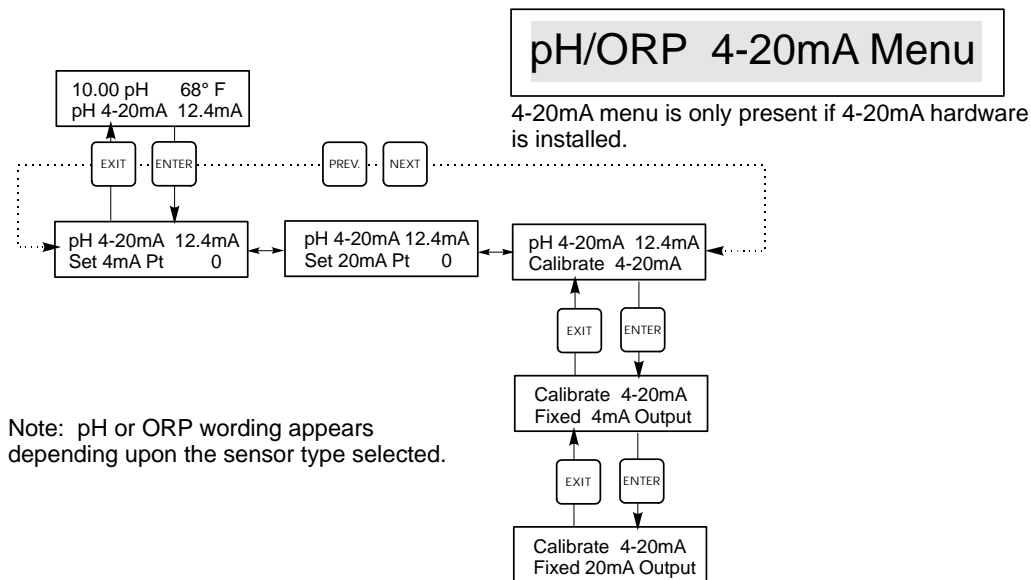 pH/ORP 4-20mA Menu
4-20mA menu is only present if 4-20mA hardware
is installed.
10.00 pH 68° F
pH 4-20mA 12.4mA
EXIT
ENTER
PREV.
NEXT
pH 4-20mA 12.4mA
Set 4mA Pt 0
pH 4-20mA 12.4mA
Set 20mA Pt 0
pH 4-20mA 12.4mA
Calibrate 4-20mA
EXIT
ENTER
Calibrate 4-20mA
Fixed 4mA Output
Note: pH or ORP wording appears
depending upon the sensor type selected.
EXIT
ENTER
Calibrate 4-20mA
Fixed 20mA Output